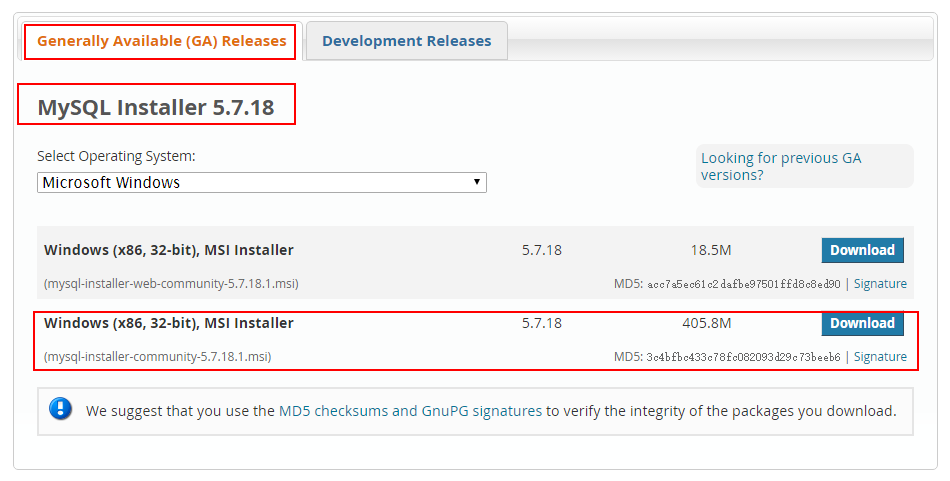 Generally Available (GA) Releases
Development Releases
MySQL Installer 5.7.18
Select Operating System:
Looking for previous GA
versions?
Microsoft Windows
Windows (x86, 32-bit), MSI Installer 5.7.18 18.5M Download
(mysql-installer-web-community-5.7.18.1.msi) MD5: acc7a5ec61c2dafbe97501ffd8c8ed90 | Signature
Windows (x86, 32-bit), MSI Installer 5.7.18 405.8M Download
(mysql-installer-community-5.7.18.1.msi) MD5: 3c4bfbc433c78fc082093d29c73beeb6 | Signature
We suggest that you use the MD5 checksums and GnuPG signatures to verify the integrity of the packages you download.